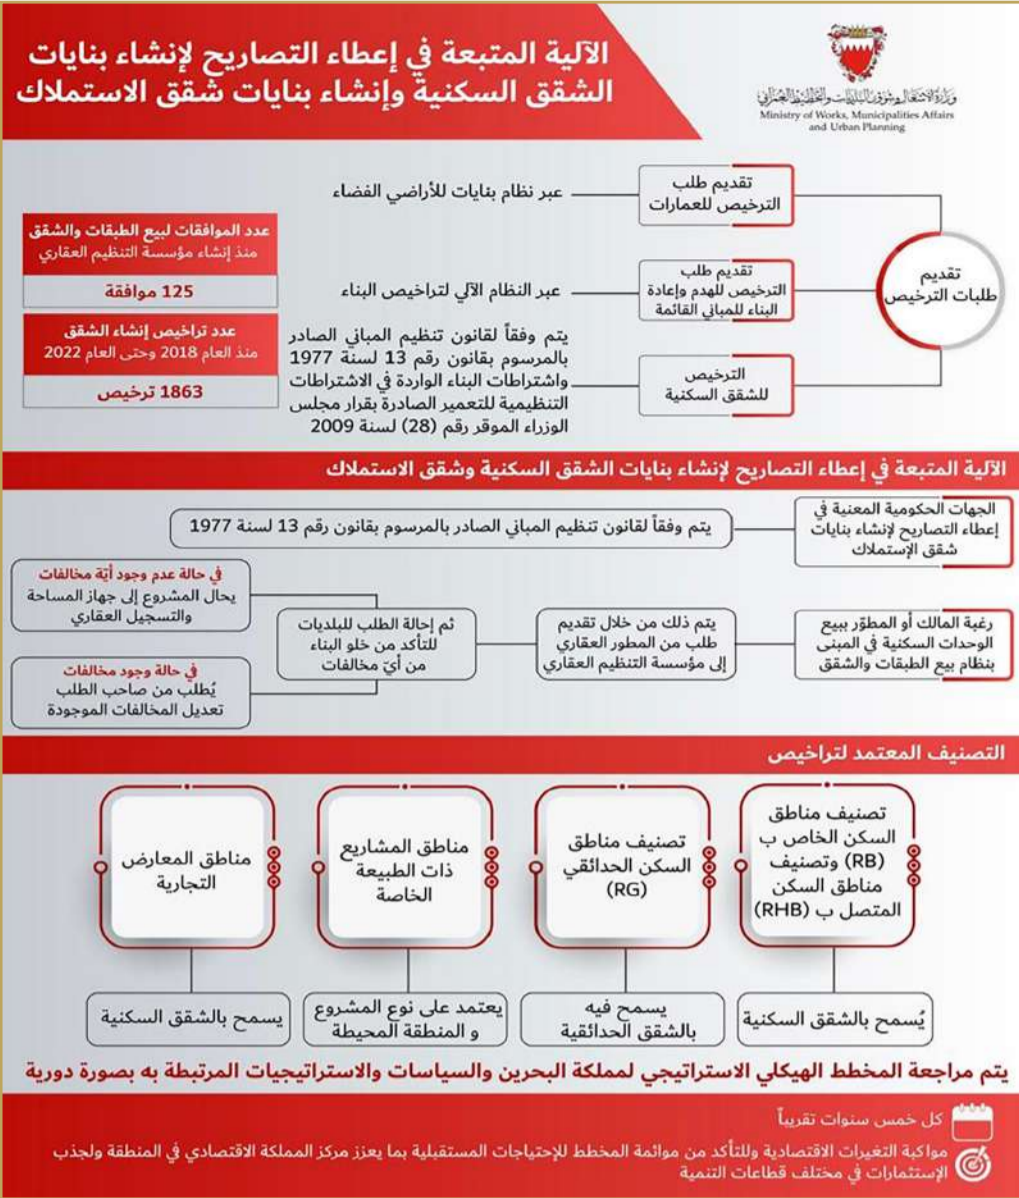 الآلية المتبعة في إعطاء التصاريح لإنشاء بنايات
الشقق السكنية وإنشاء بنايات شقق الاستملاك
وزارة الأشغال وشؤون البلديات والتخطيط العمراني
Ministry of Works, Municipalities Affairs
and Urban Planning
تقديم
طلبات الترخيص
تقديم طلب
الترخيص للعمارات
عبر نظام بنايات للأراضي الفضاء
تقديم طلب
الترخيص للهدم وإعادة
البناء للمباني القائمة
عبر النظام الآلي لتراخيص البناء
الترخيص
للشقق السكنية
يتم وفقاً لقانون تنظيم المباني الصادر
بالمرسوم بقانون رقم 13 لسنة 1977
واشتراطات البناء الواردة في الاشتراطات
التنظيمية للتعمير الصادرة بقرار مجلس
الوزراء الموقر رقم (28) لسنة 2009
عدد الموافقات لبيع الطبقات والشقق
منذ إنشاء مؤسسة التنظيم العقاري
125 موافقة
عدد تراخيص إنشاء الشقق
منذ العام 2018 وحتى العام 2022
1863 ترخيص
الآلية المتبعة في إعطاء التصاريح لإنشاء بنايات الشقق السكنية وشقق الاستملاك
الجهات الحكومية المعنية في
إعطاء التصاريح لإنشاء بنايات
شقق الإستملاك
يتم وفقاً لقانون تنظيم المباني الصادر بالمرسوم بقانون رقم 13 لسنة 1977
رغبة المالك أو المطوّر ببيع
الوحدات السكنية في المبنى
بنظام بيع الطبقات والشقق
يتم ذلك من خلال تقديم
طلب من المطور العقاري
إلى مؤسسة التنظيم العقاري
ثم إحالة الطلب للبلديات
للتأكد من خلو البناء
من أيّ مخالفات
في حالة عدم وجود أيّة مخالفات
يحال المشروع إلى جهاز المساحة
والتسجيل العقاري
في حالة وجود مخالفات
يُطلب من صاحب الطلب
تعديل المخالفات الموجودة
التصنيف المعتمد لتراخيص
تصنيف مناطق
السكن الخاص ب
(RB) وتصنيف
مناطق السكن
المتصل ب (RHB)
يُسمح بالشقق السكنية
تصنيف مناطق
السكن الحدائقي
(RG)
يسمح فيه
بالشقق الحدائقية
مناطق المشاريع
ذات الطبيعة
الخاصة
يعتمد على نوع المشروع
و المنطقة المحيطة
مناطق المعارض
التجارية
يسمح بالشقق السكنية
يتم مراجعة المخطط الهيكلي الاستراتيجي لمملكة البحرين والسياسات والاستراتيجيات المرتبطة به بصورة دورية
كل خمس سنوات تقريباً
مواكبة التغيرات الاقتصادية وللتأكد من موائمة المخطط للإحتياجات المستقبلية بما يعزز مركز المملكة الاقتصادي في المنطقة ولجذب
الإستثمارات في مختلف قطاعات التنمية